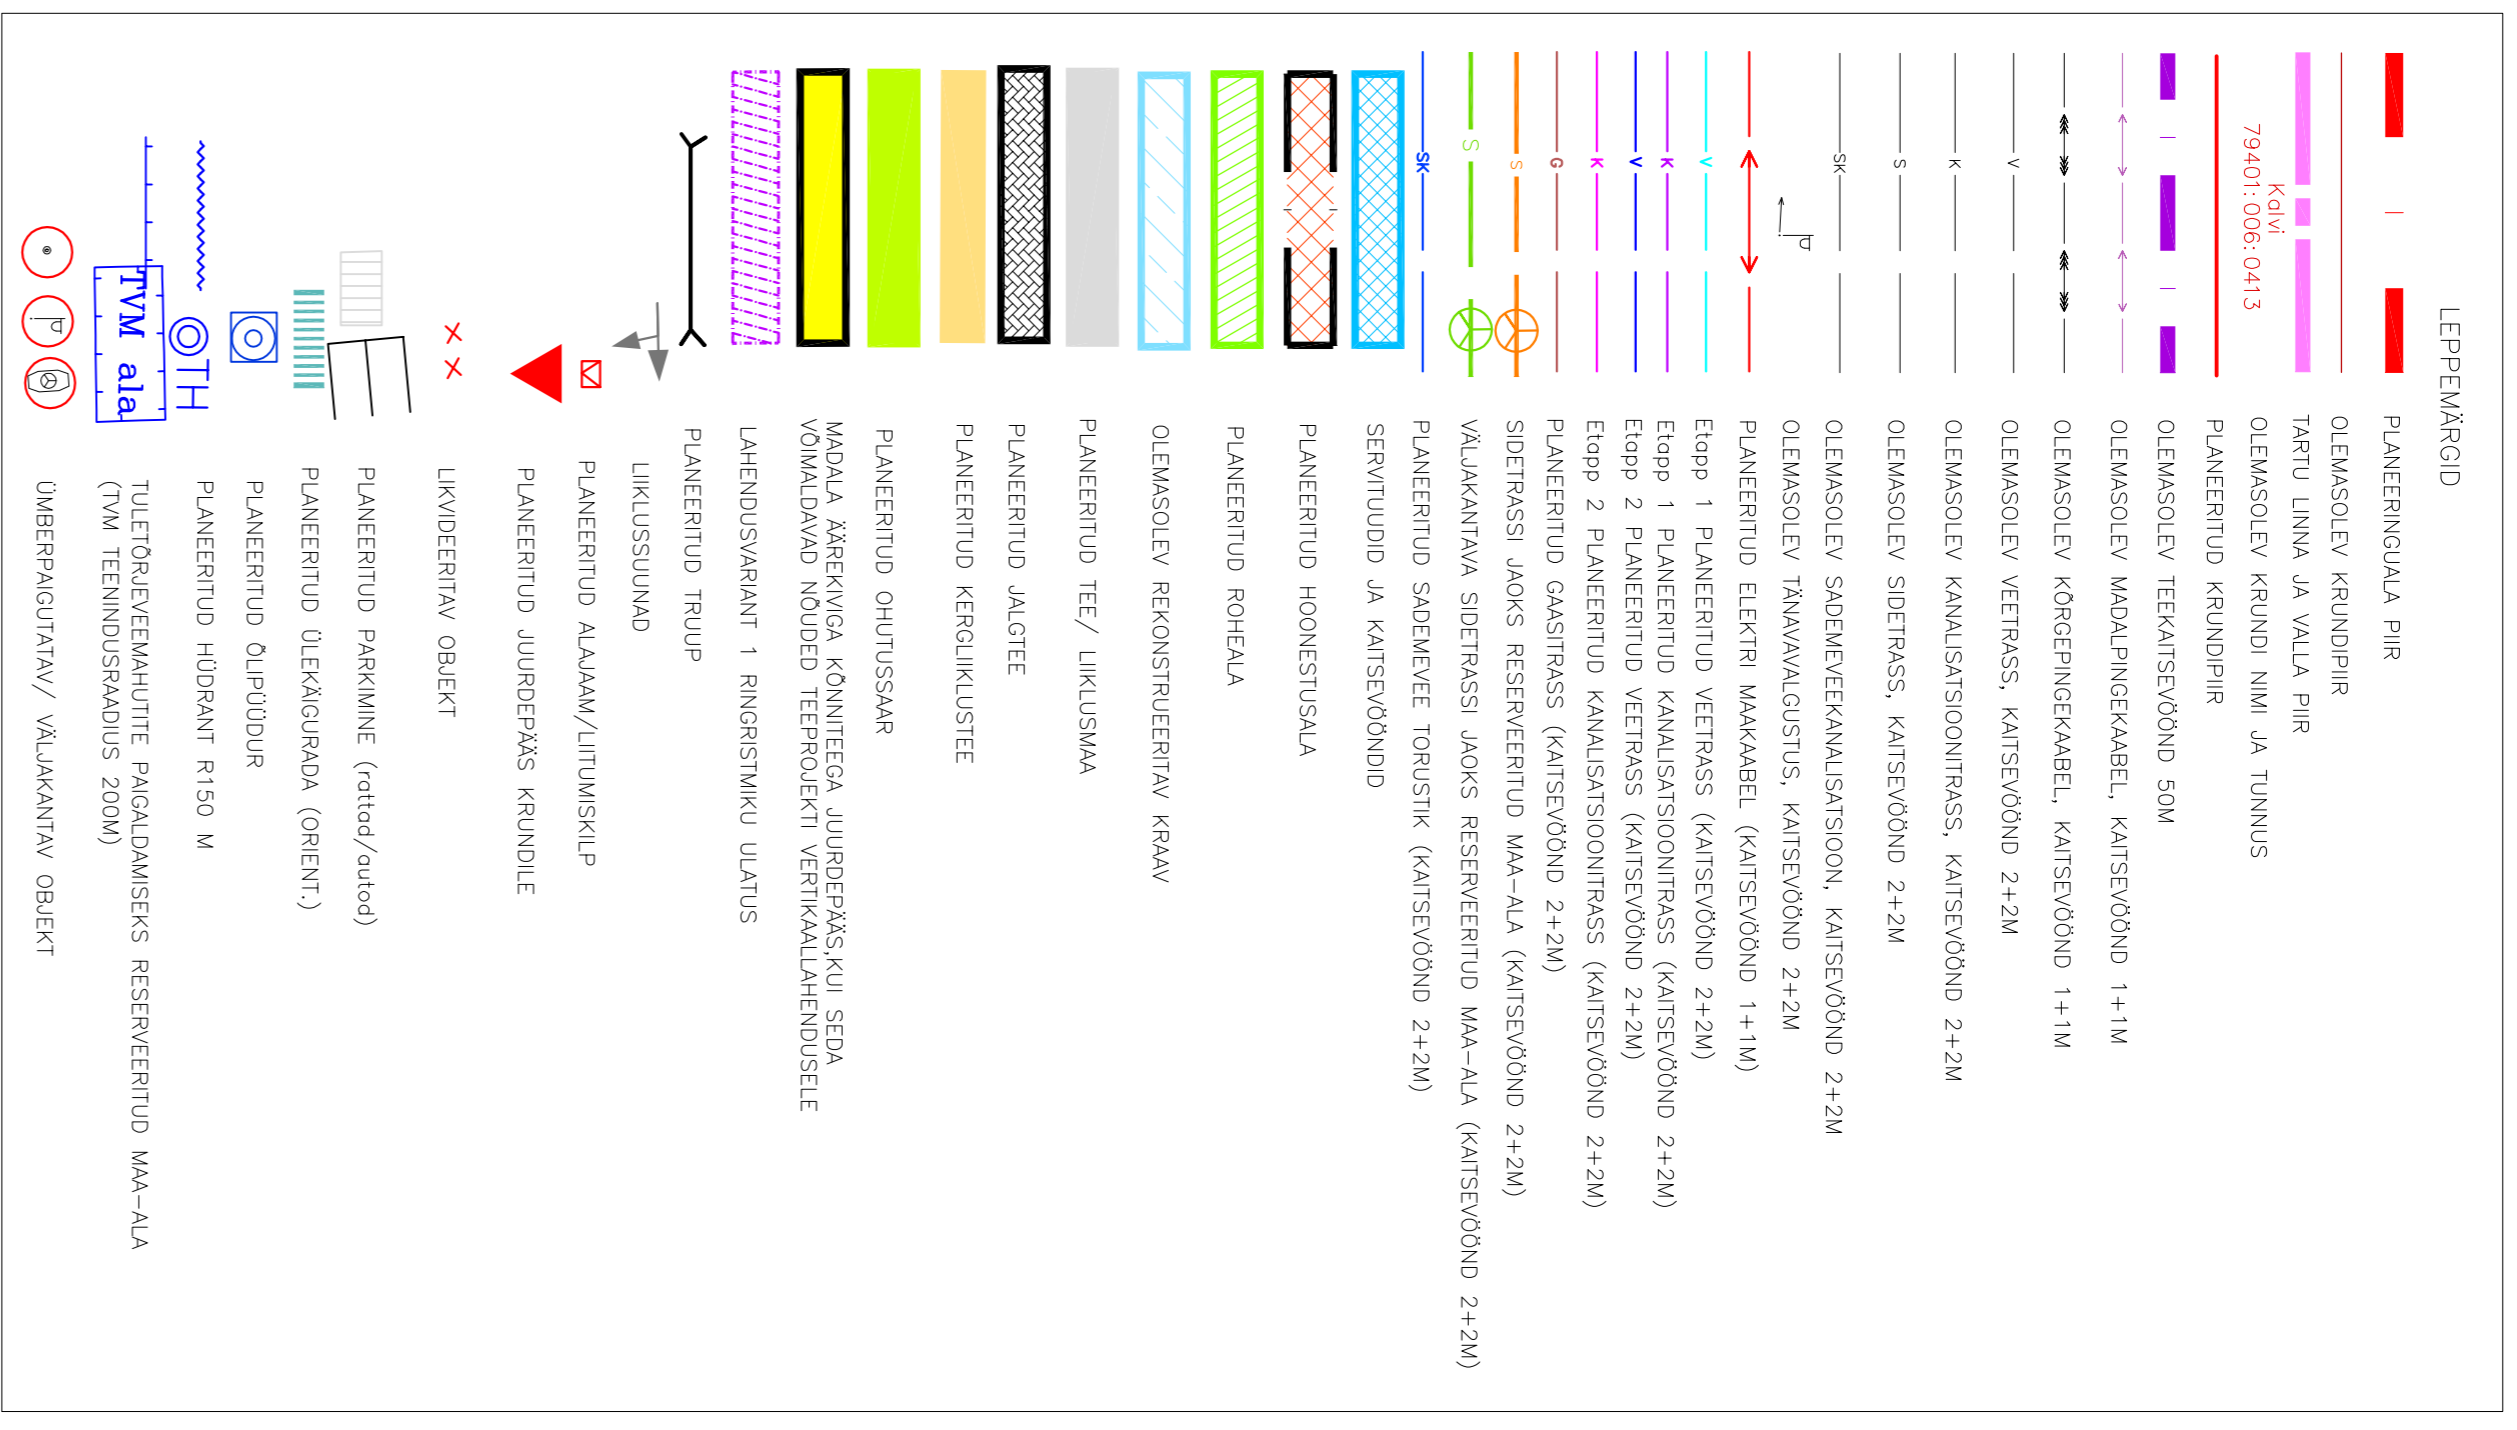 LEPPEMÄRGID
PLANEERINGUALA PIIR
OLEMASOLEV KRUNDIPIIR
TARTU LINNA JA VALLA PIIR
Kalvi
79401:006:0413
OLEMASOLEV KRUNDI NIMI JA TUNNUS
PLANEERITUD KRUNDIPIIR
OLEMASOLEV TEEKAITSEVÖÖND 50M
OLEMASOLEV MADALPINGEKAABEL, KAITSEVÖÖND 1+1M
OLEMASOLEV KÕRGEPINGEKAABEL, KAITSEVÖÖND 1+1M
V OLEMASOLEV VEETRASS, KAITSEVÖÖND 2+2M
K OLEMASOLEV KANALISATSIOONITRASS, KAITSEVÖÖND 2+2M
S OLEMASOLEV SIDETRASS, KAITSEVÖÖND 2+2M
SK OLEMASOLEV SADEMEVEEKANALISATSIOON, KAITSEVÖÖND 2+2M
OLEMASOLEV TÄNAVAVALGUSTUS, KAITSEVÖÖND 2+2M
PLANEERITUD ELEKTRI MAAKAABEL (KAITSEVÖÖND 1+1M)
V Etapp 1 PLANEERITUD VEETRASS (KAITSEVÖÖND 2+2M)
K Etapp 1 PLANEERITUD KANALISATSIOONITRASS (KAITSEVÖÖND 2+2M)
V Etapp 2 PLANEERITUD VEETRASS (KAITSEVÖÖND 2+2M)
K Etapp 2 PLANEERITUD KANALISATSIOONITRASS (KAITSEVÖÖND 2+2M)
G PLANEERITUD GAASITRASS (KAITSEVÖÖND 2+2M)
S SIDETRASSI JAOKS RESERVEERITUD MAA-ALA (KAITSEVÖÖND 2+2M)
S VÄLJAKANTAVA SIDETRASSI JAOKS RESERVEERITUD MAA-ALA (KAITSEVÖÖND 2+2M)
SK PLANEERITUD SADEMEVEE TORUSTIK (KAITSEVÖÖND 2+2M)
SERVITUUDID JA KAITSEVÖÖNDID
PLANEERITUD HOONESTUSALA
PLANEERITUD ROHEALA
OLEMASOLEV REKONSTRUEERITAV KRAAV
PLANEERITUD TEE/ LIIKLUSMAA
PLANEERITUD JALGTEE
PLANEERITUD KERGLIIKLUSTEE
PLANEERITUD OHUTUSSAAR
MADALA ÄÄREKIVIGA KÕNNITEEGA JUURDEPÄÄS,KUI SEDA
VÕIMALDAVAD NÕUDED TEEPROJEKTI VERTIKAALLAHENDUSELE
LAHENDUSVARIANT 1 RINGRISTMIKU ULATUS
PLANEERITUD TRUUP
LIIKLUSSUUNAD
PLANEERITUD ALAJAAM/LIITUMISKILP
PLANEERITUD JUURDEPÄÄS KRUNDILE
LIKVIDEERITAV OBJEKT
PLANEERITUD PARKIMINE (rattad/autod)
PLANEERITUD ÜLEKÄIGURADA (ORIENT.)
PLANEERITUD ÕLIPÜÜDUR
TH PLANEERITUD HÜDRANT R150 M
TVM ala
TULETÕRJEVEEMAHUTITE PAIGALDAMISEKS RESERVEERITUD MAA-ALA
(TVM TEENINDUSRAADIUS 200M)
ÜMBERPAIGUTATAV/ VÄLJAKANTAV OBJEKT